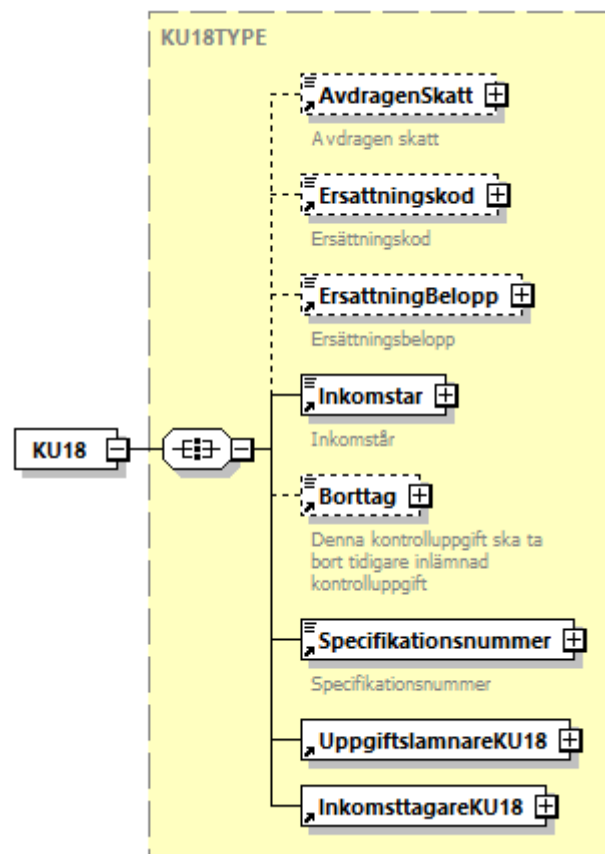 KU18TYPE
AvdragenSkatt
Avdragen skatt
Ersattningskod
Ersättningskod
ErsattningBelopp
Ersättningsbelopp
Inkomstar
Inkomstår
KU18
Borttag
Denna kontrolluppgift ska ta
bort tidigare inlämnad
kontrolluppgift
Specifikationsnummer
Specifikationsnummer
UppgiftslamnareKU18
InkomsttagareKU18